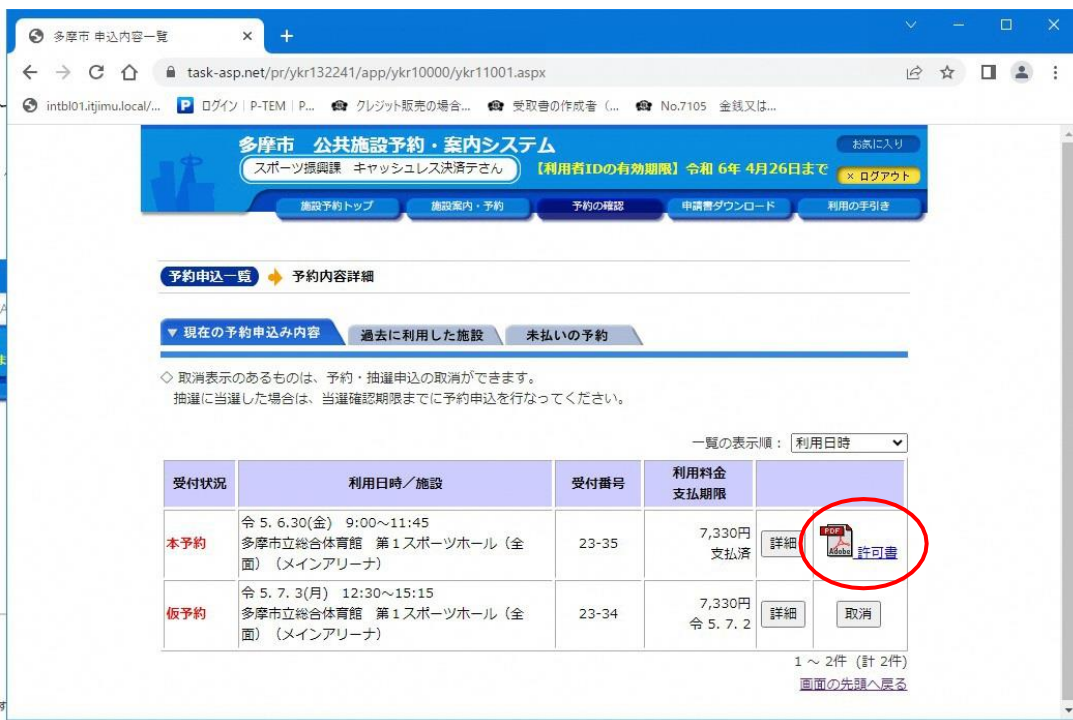 多摩市 申込内容一覧
task-asp.net/pr/ykr132241/app/ykr10000/ykr11001.aspx
intbl01.itjimu.local/... ログイン | P-TEM | P... クレジット販売の場合... 受取書の作成者（... No.7105 金銭又は...
多摩市 公共施設予約・案内システム お気に入り
スポーツ振興課 キャッシュレス決済テさん 【利用者IDの有効期限】令和 6年 4月26日まで × ログアウト
施設予約トップ 施設案内・予約 予約の確認 申請書ダウンロード 利用の手引き
予約申込一覧 予約内容詳細
▼ 現在の予約申込み内容 過去に利用した施設 未払いの予約
◇ 取消表示のあるものは、予約・抽選申込の取消ができます。
抽選に当選した場合は、当選確認期限までに予約申込を行なってください。
一覧の表示順： 利用日時
受付状況 利用日時／施設 受付番号 利用料金
支払期限
本予約 令 5. 6.30(金) 9:00～11:45
多摩市立総合体育館 第１スポーツホール（全
面）（メインアリーナ） 23-35 7,330円
支払済 詳細 PDF Adobe 許可書
仮予約 令 5. 7. 3(月) 12:30～15:15
多摩市立総合体育館 第１スポーツホール（全
面）（メインアリーナ） 23-34 7,330円
令 5. 7. 2 詳細 取消
1 ～ 2件 (計 2件)
画面の先頭へ戻る